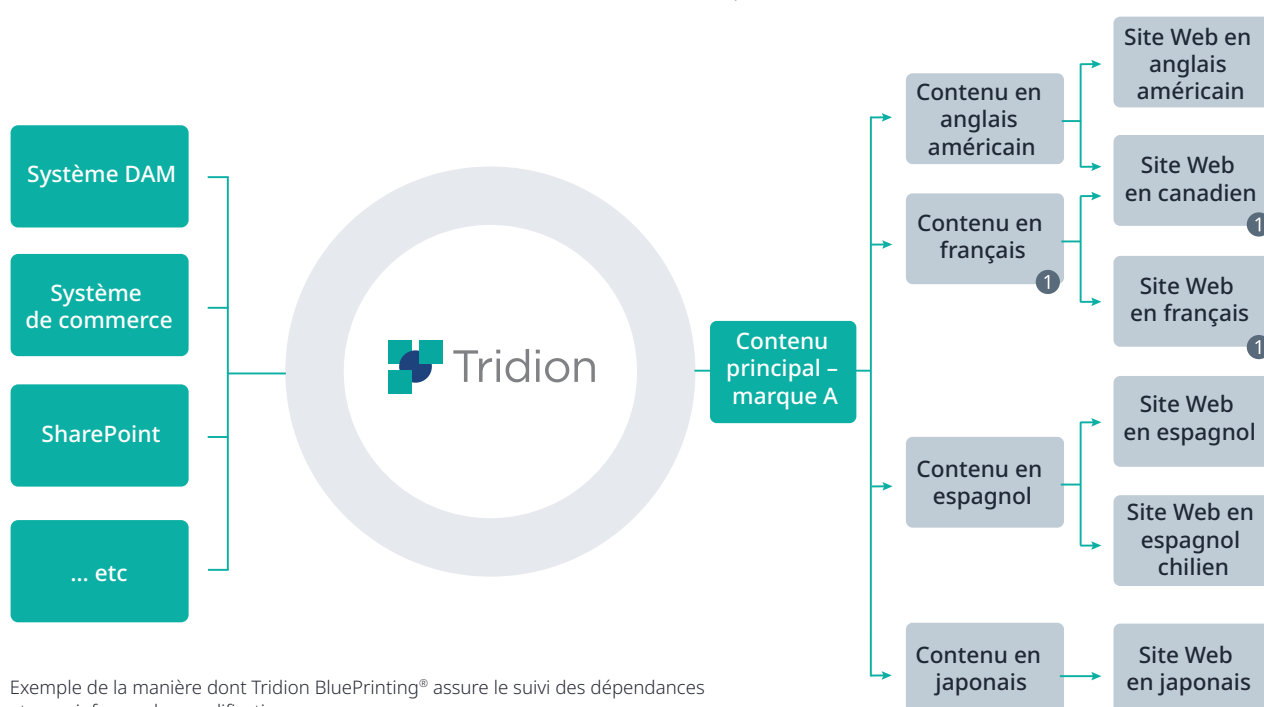 Système DAM
Système
de commerce
SharePoint
... etc
Tridion
Contenu
principal –
marque A
Contenu en
anglais
américain
Contenu en
français
1
Contenu en
espagnol
Contenu en
japonais
Site Web en
anglais
américain
Site Web
en canadien
1
Site Web
en français
1
Site Web
en espagnol
Site Web en
espagnol
chilien
Site Web
en japonais
Exemple de la manière dont Tridion BluePrinting® assure le suivi des dépendances